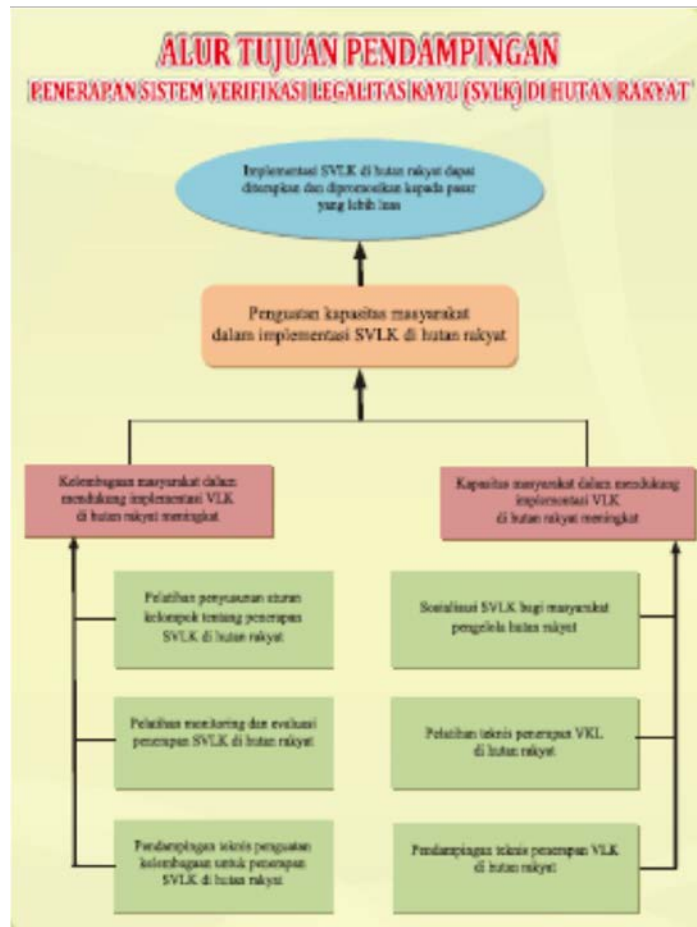 ALUR TUJUAN PENDAMPINGAN
PENERAPAN SISTEM VERIFIKASI LEGALITAS KAYU (SVLK) DI HUTAN RAKYAT
Implementasi SVLK di hutan rakyat dapat
diterapkan dan dipromosikan kepada pasar
yang lebih luas
Penguatan kapasitas masyarakat
dalam implementasi SVLK di hutan rakyat
Kelembagaan masyarakat dalam
mendukung implementasi VLK
di hutan rakyat meningkat
Kapasitas masyarakat dalam mendukung
implementasi VLK
di hutan rakyat meningkat
Pelatihan penyusunan aturan
kelompok tentang penerapan
SVLK di hutan rakyat
Sosialisasi SVLK bagi masyarakat
pengelola hutan rakyat
Pelatihan monitoring dan evaluasi
penerapan SVLK di hutan rakyat
Pelatihan teknis penerapan VKL
di hutan rakyat
Pendampingan teknis penguatan
kelembagaan untuk penerapan
SVLK di hutan rakyat
Pendampingan teknis penerapan VLK
di hutan rakyat